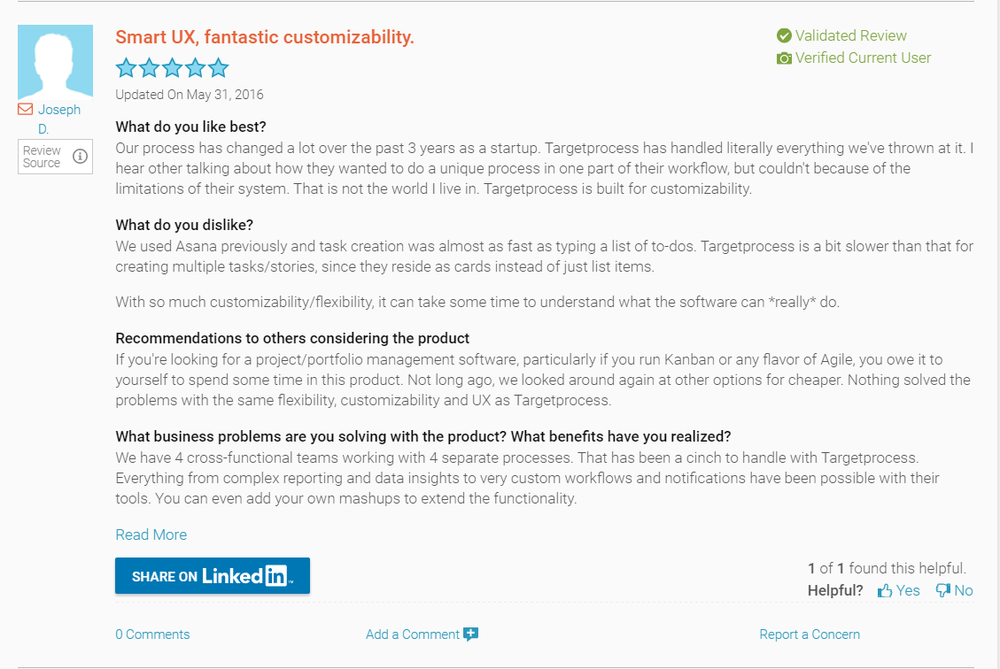 Smart UX, fantastic customizability.
Validated Review
Verified Current User
Updated On May 31, 2016
Joseph
D.
Review
Source
What do you like best?
Our process has changed a lot over the past 3 years as a startup. Targetprocess has handled literally everything we've thrown at it. I
hear other talking about how they wanted to do a unique process in one part of their workflow, but couldn't because of the
limitations of their system. That is not the world I live in. Targetprocess is built for customizability.
What do you dislike?
We used Asana previously and task creation was almost as fast as typing a list of to-dos. Targetprocess is a bit slower than that for
creating multiple tasks/stories, since they reside as cards instead of just list items.
With so much customizability/flexibility, it can take some time to understand what the software can *really* do.
Recommendations to others considering the product
If you're looking for a project/portfolio management software, particularly if you run Kanban or any flavor of Agile, you owe it to
yourself to spend some time in this product. Not long ago, we looked around again at other options for cheaper. Nothing solved the
problems with the same flexibility, customizability and UX as Targetprocess.
What business problems are you solving with the product? What benefits have you realized?
We have 4 cross-functional teams working with 4 separate processes. That has been a cinch to handle with Targetprocess.
Everything from complex reporting and data insights to very custom workflows and notifications have been possible with their
tools. You can even add your own mashups to extend the functionality.
Read More
SHARE ON Linked in ™
1 of 1 found this helpful.
Helpful? Yes No
0 Comments
Add a Comment
Report a Concern